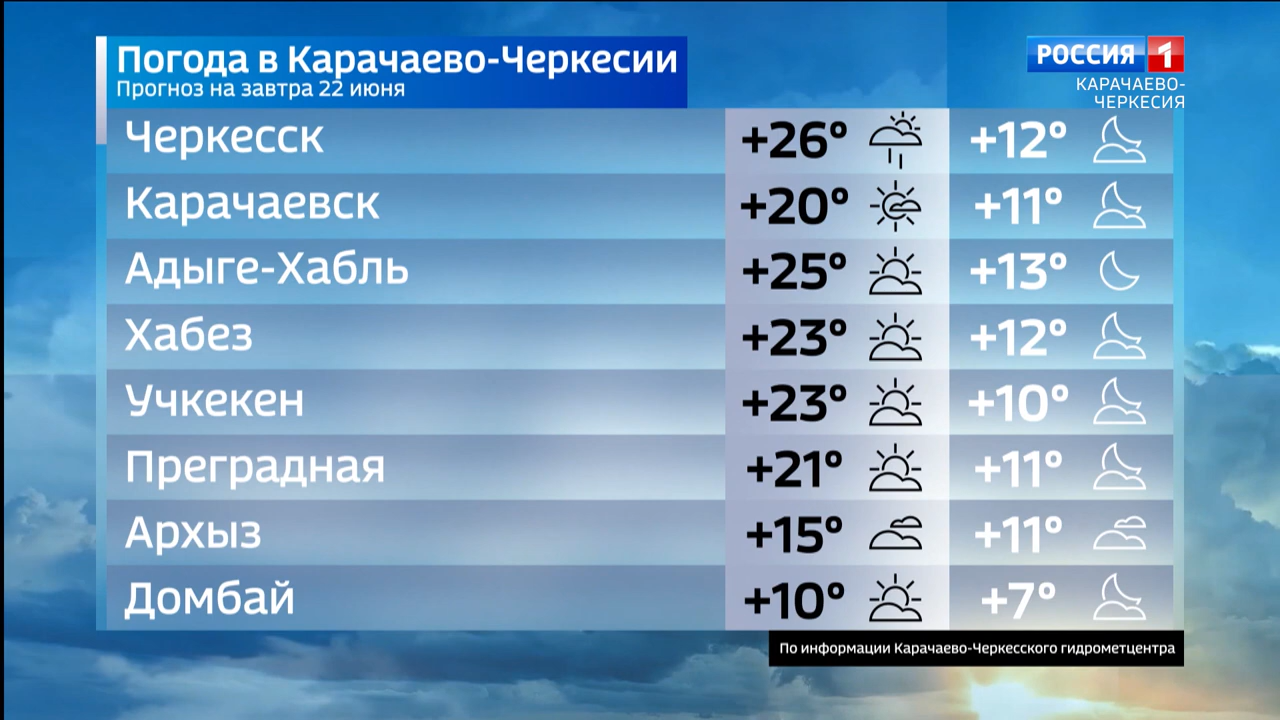 Погода в Карачаево-Черкесии
Прогноз на завтра 22 июня
РОССИЯ 1
КАРАЧАЕВО-
ЧЕРКЕСИЯ
Черкесск +26° +12°
Карачаевск +20° +11°
Адыге-Хабль +25° +13°
Хабез +23° +12°
Учкекен +23° +10°
Преградная +21° +11°
Архыз +15° +11°
Домбай +10° +7°
По информации Карачаево-Черкесского гидрометцентра